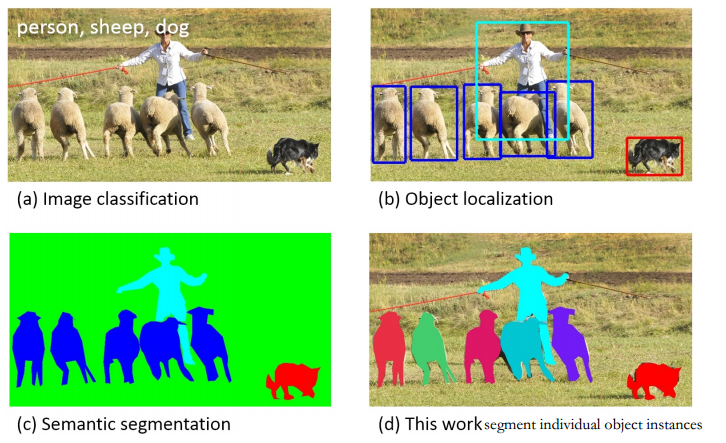 person, sheep, dog
(a) Image classification
(b) Object localization
(c) Semantic segmentation
(d) This work segment individual object instances